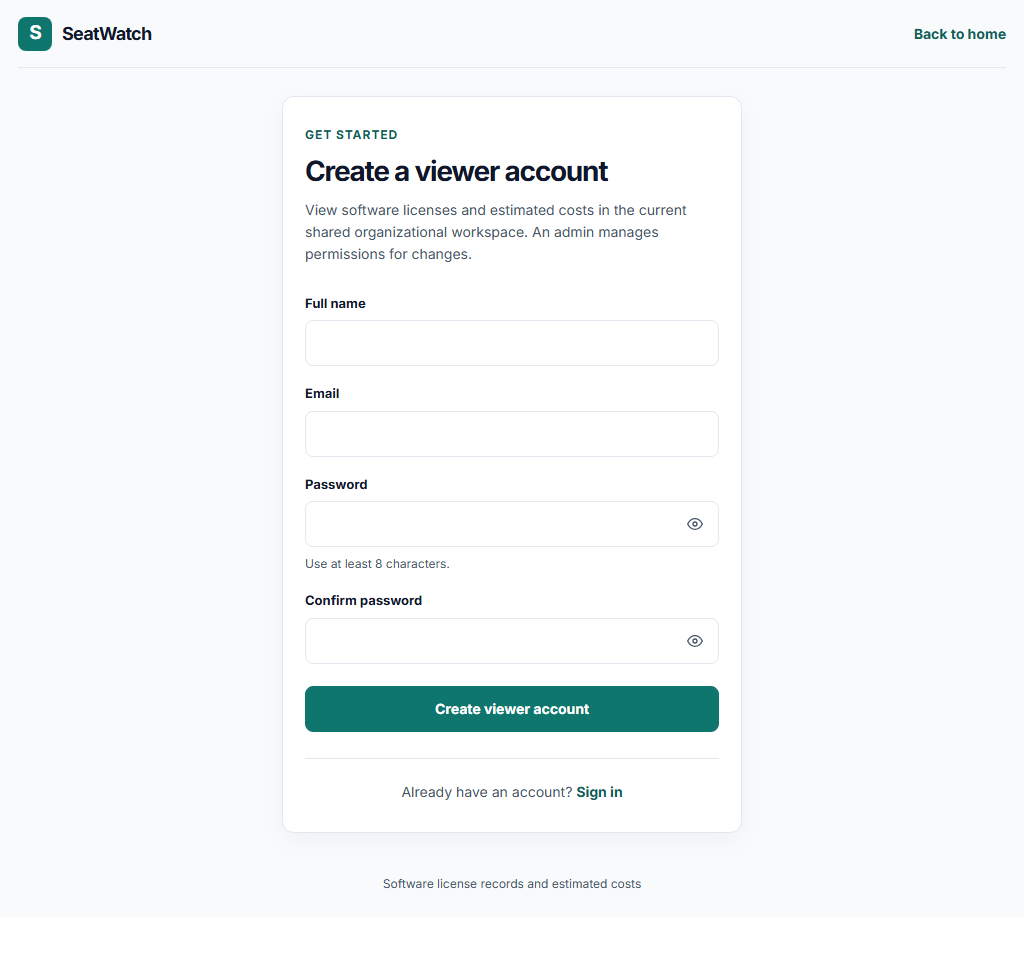 S SeatWatch
Back to home
GET STARTED
Create a viewer account
View software licenses and estimated costs in the current
shared organizational workspace. An admin manages
permissions for changes.
Full name
Email
Password
Use at least 8 characters.
Confirm password
Create viewer account
Already have an account? Sign in
Software license records and estimated costs